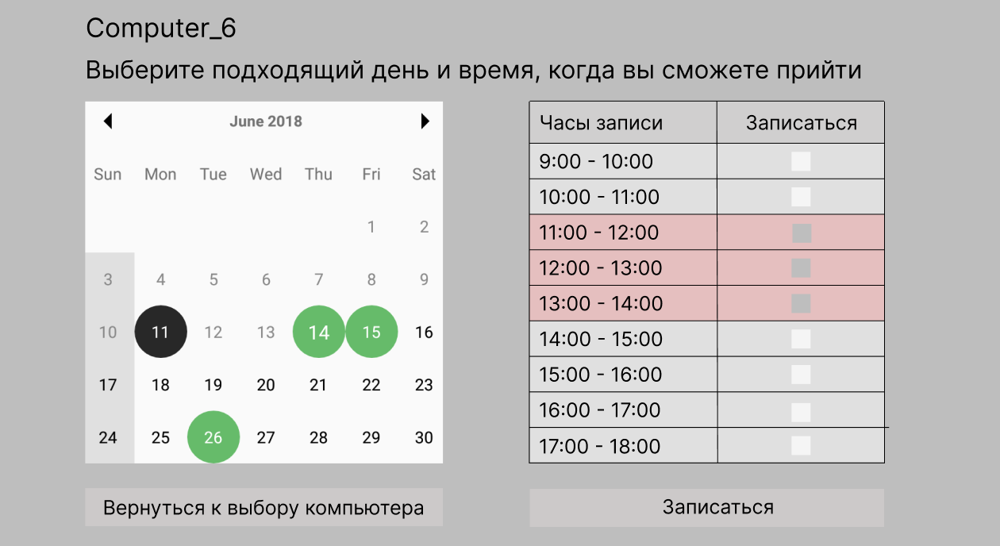 Computer_6
Выберите подходящий день и время, когда вы сможете прийти
June 2018
Sun Mon Tue Wed Thu Fri Sat
1 2
3 4 5 6 7 8 9
10 11 12 13 14 15 16
17 18 19 20 21 22 23
24 25 26 27 28 29 30
Вернуться к выбору компьютера
Часы записи Записаться
9:00 - 10:00
10:00 - 11:00
11:00 - 12:00
12:00 - 13:00
13:00 - 14:00
14:00 - 15:00
15:00 - 16:00
16:00 - 17:00
17:00 - 18:00
Записаться